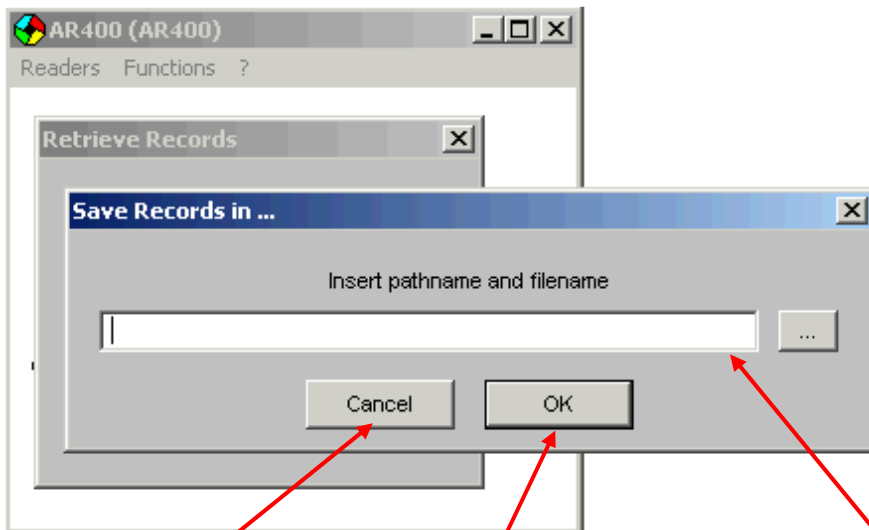 AR400 (AR400)
Readers Functions ?
Retrieve Records
Save Records in ...
Insert pathname and filename
...
Cancel OK